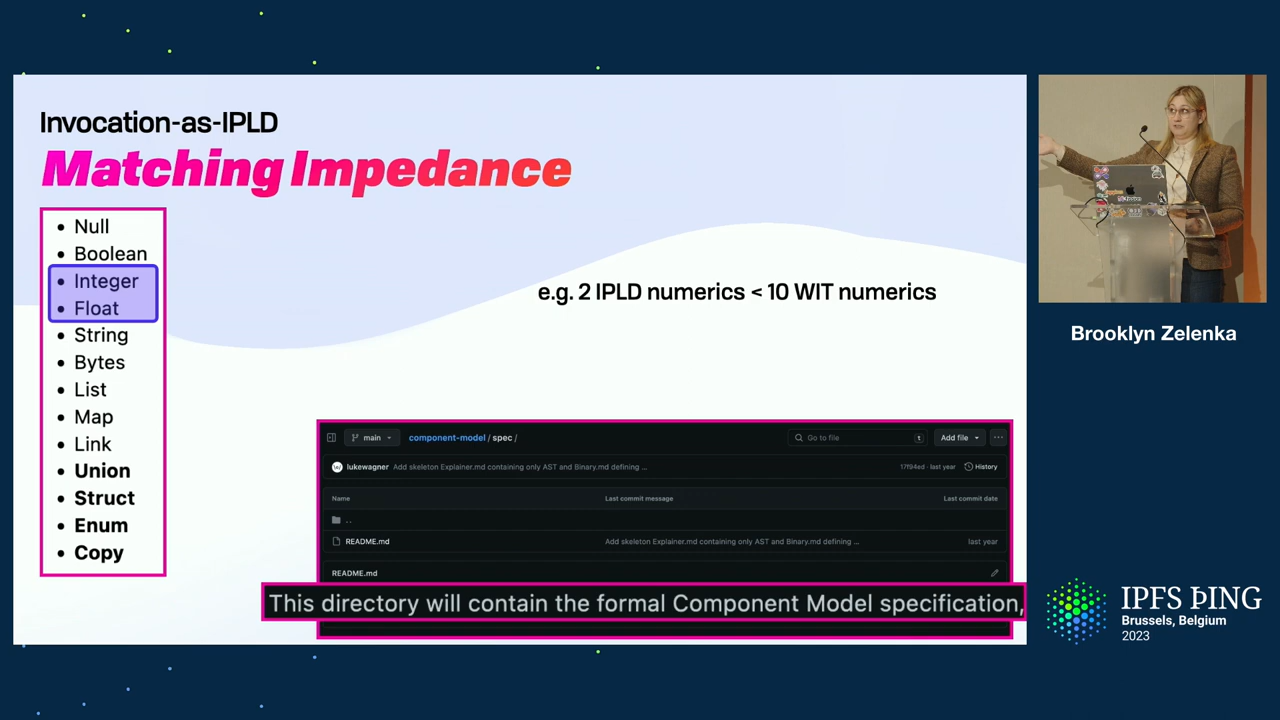 Invocation-as-IPLD
Matching Impedance
Null
Boolean
Integer
Float
String
Bytes
List
Map
Link
Union
Struct
Enum
Copy
e.g. 2 IPLD numerics < 10 WIT numerics
main
component-model / spec /
Go to file
t
Add file
lukewagner Add skeleton Explainer.md containing only AST and Binary.md defining ...
17f94ed · last year
History
Name
Last commit message
Last commit date
..
README.md
Add skeleton Explainer.md containing only AST and Binary.md defining ...
last year
README.md
This directory will contain the formal Component Model specification,
Brooklyn Zelenka
IPFS ÞING
Brussels, Belgium
2023